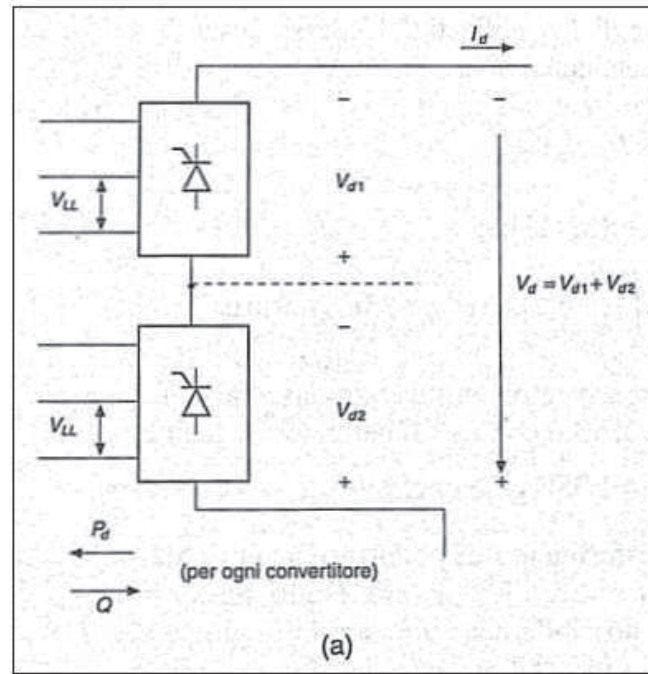 I_d
− −
V_LL
V_d1
+
V_d = V_d1 + V_d2
−
V_LL
V_d2
+ +
P_d
(per ogni convertitore)
Q
(a)